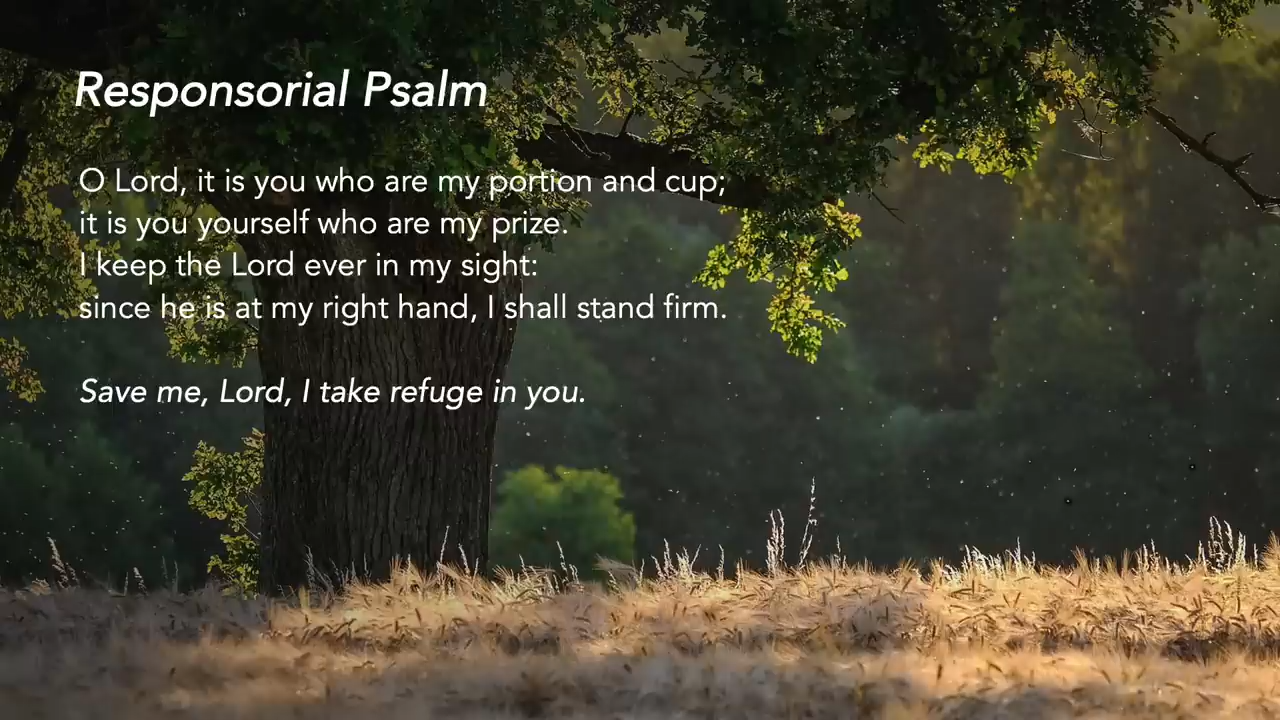 Responsorial Psalm
O Lord, it is you who are my portion and cup;
it is you yourself who are my prize.
I keep the Lord ever in my sight:
since he is at my right hand, I shall stand firm.
Save me, Lord, I take refuge in you.